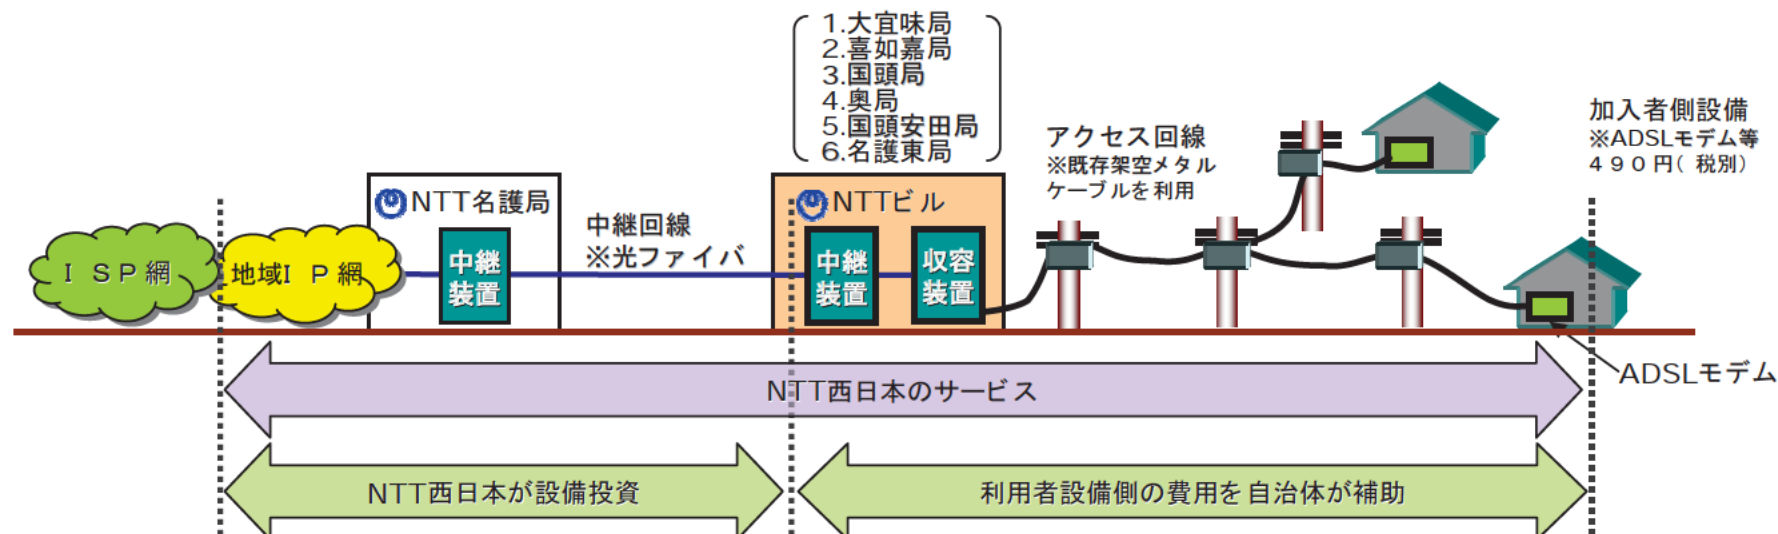 1.大宜味局
2.喜如嘉局
3.国頭局
4.奥局
5.国頭安田局
6.名護東局
アクセス回線
※既存架空メタル
ケーブルを利用
加入者側設備
※ADSLモデム等
490円(税別)
NTT名護局
中継回線
※光ファイバ
NTTビル
ISP網
地域IP網
中継
装置
中継
装置
収容
装置
ADSLモデム
NTT西日本のサービス
NTT西日本が設備投資
利用者設備側の費用を自治体が補助